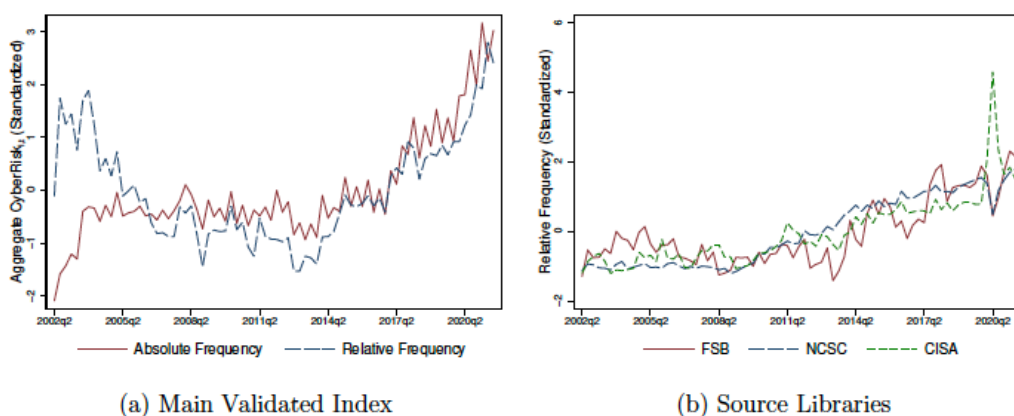 Aggregate CyberRisk_{i,t} (Standardized)
3
2
1
0
−1
−2
2002q2 2005q2 2008q2 2011q2 2014q2 2017q2 2020q2
Absolute Frequency Relative Frequency
(a) Main Validated Index
Relative Frequency (Standardized)
6
4
2
0
−2
2002q2 2005q2 2008q2 2011q2 2014q2 2017q2 2020q2
FSB NCSC CISA
(b) Source Libraries